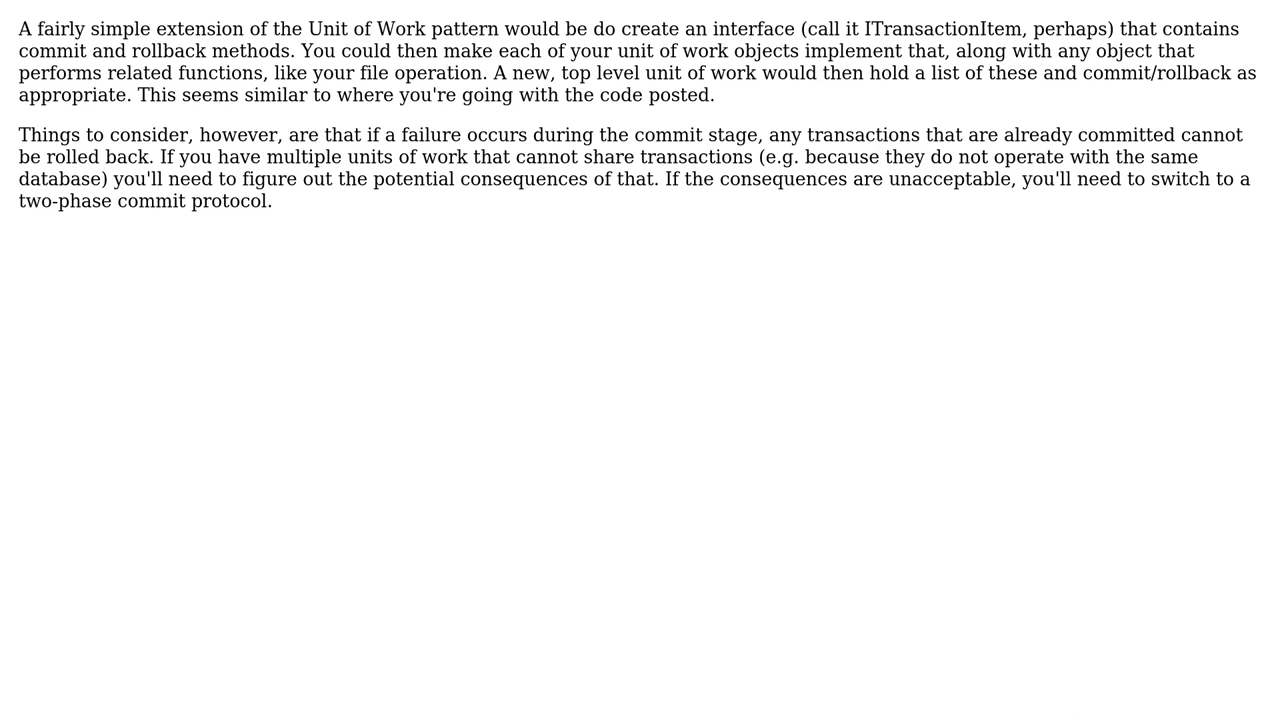 A fairly simple extension of the Unit of Work pattern would be do create an interface (call it ITransactionItem, perhaps) that contains
commit and rollback methods. You could then make each of your unit of work objects implement that, along with any object that
performs related functions, like your file operation. A new, top level unit of work would then hold a list of these and commit/rollback as
appropriate. This seems similar to where you're going with the code posted.
Things to consider, however, are that if a failure occurs during the commit stage, any transactions that are already committed cannot
be rolled back. If you have multiple units of work that cannot share transactions (e.g. because they do not operate with the same
database) you'll need to figure out the potential consequences of that. If the consequences are unacceptable, you'll need to switch to a
two-phase commit protocol.